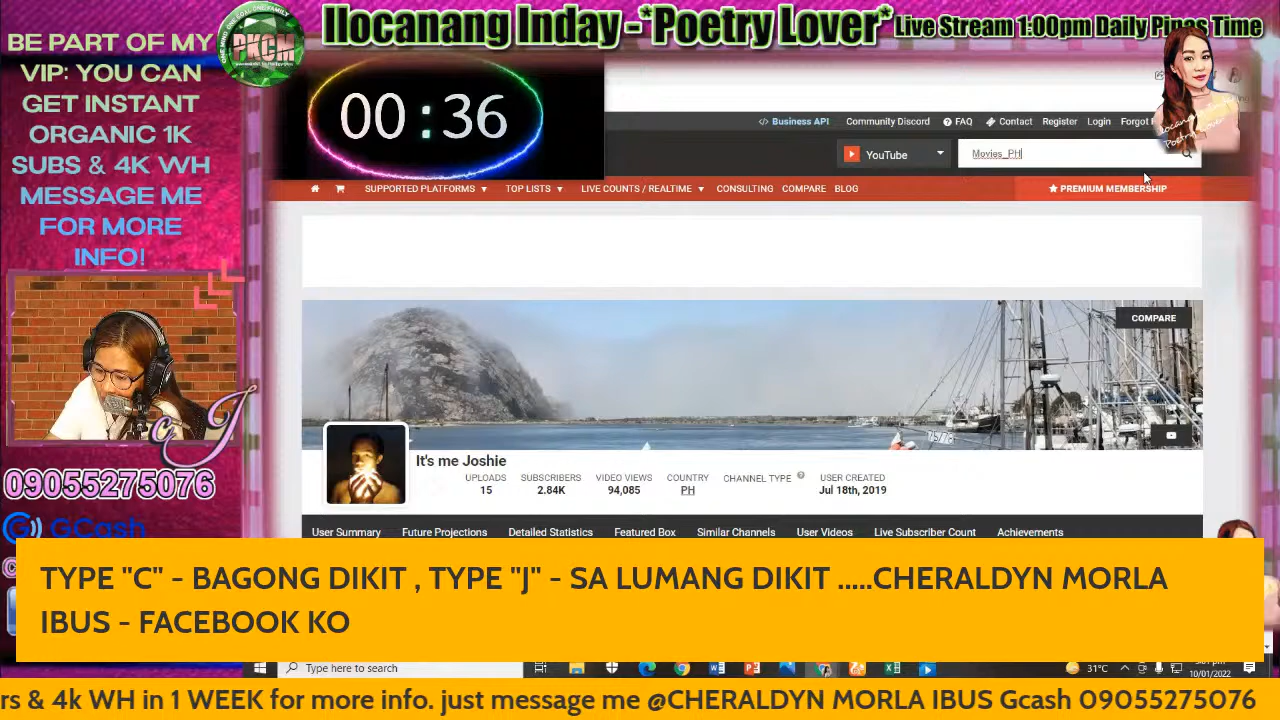 Ilocanang Inday -*Poetry Lover* Live Stream 1:00pm Daily Pinas Time
BE PART OF MY
VIP: YOU CAN
GET INSTANT
ORGANIC 1K
SUBS & 4K WH
MESSAGE ME
FOR MORE
INFO!
PKCM
00:36
</> Business API Community Discord FAQ Contact Register Login Forgot
YouTube
Movies_PH
SUPPORTED PLATFORMS TOP LISTS LIVE COUNTS / REALTIME CONSULTING COMPARE BLOG
PREMIUM MEMBERSHIP
COMPARE
It's me Joshie
UPLOADS SUBSCRIBERS VIDEO VIEWS COUNTRY CHANNEL TYPE USER CREATED
15 2.84K 94,085 PH Jul 18th, 2019
User Summary Future Projections Detailed Statistics Featured Box Similar Channels User Videos Live Subscriber Count Achievements
CJ
09055275076
GCash
TYPE "C" - BAGONG DIKIT , TYPE "J" - SA LUMANG DIKIT .....CHERALDYN MORLA
IBUS - FACEBOOK KO
Type here to search
31°C
10/01/2022
rs & 4k WH in 1 WEEK for more info. just message me @CHERALDYN MORLA IBUS Gcash 09055275076